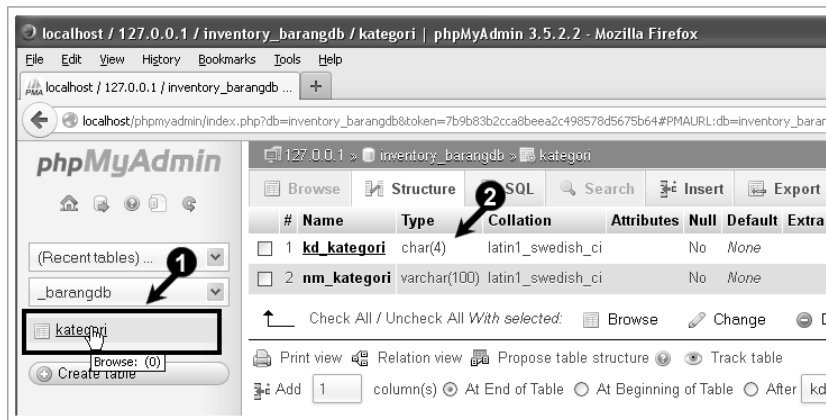 localhost / 127.0.0.1 / inventory_barangdb / kategori | phpMyAdmin 3.5.2.2 - Mozilla Firefox
File Edit View History Bookmarks Tools Help
PMA localhost / 127.0.0.1 / inventory_barangdb ... +
localhost/phpmyadmin/index.php?db=inventory_barangdb&token=7b9b83b2cca8beea2c498578d5675b64#PMAURL:db=inventory_baran
phpMyAdmin
127.0.0.1 » inventory_barangdb » kategori
Browse Structure SQL Search Insert Export
2
# Name Type Collation Attributes Null Default Extra
1 kd_kategori char(4) latin1_swedish_ci No None
2 nm_kategori varchar(100) latin1_swedish_ci No None
(Recent tables) ...
1
_barangdb
kategori
Browse: (0)
Create table
Check All / Uncheck All With selected: Browse Change
Print view Relation view Propose table structure Track table
Add 1 column(s) At End of Table At Beginning of Table After kd